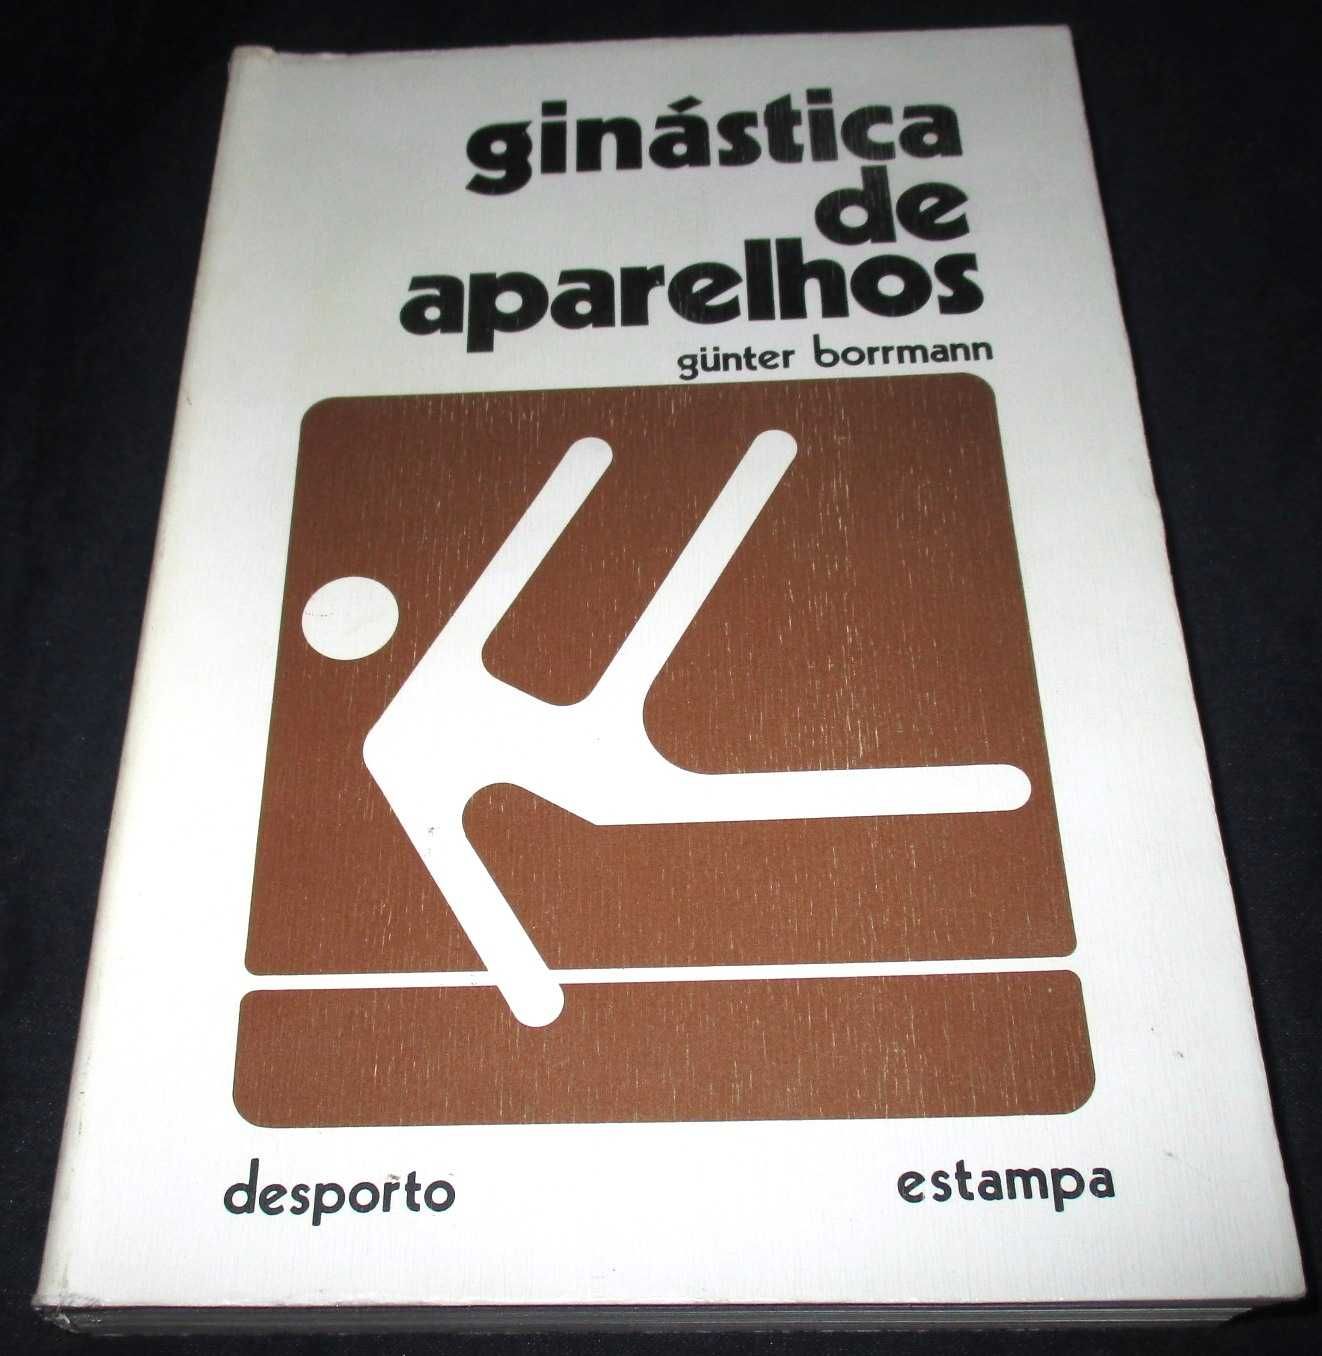 ginástica
de
aparelhos
günter borrmann
desporto
estampa